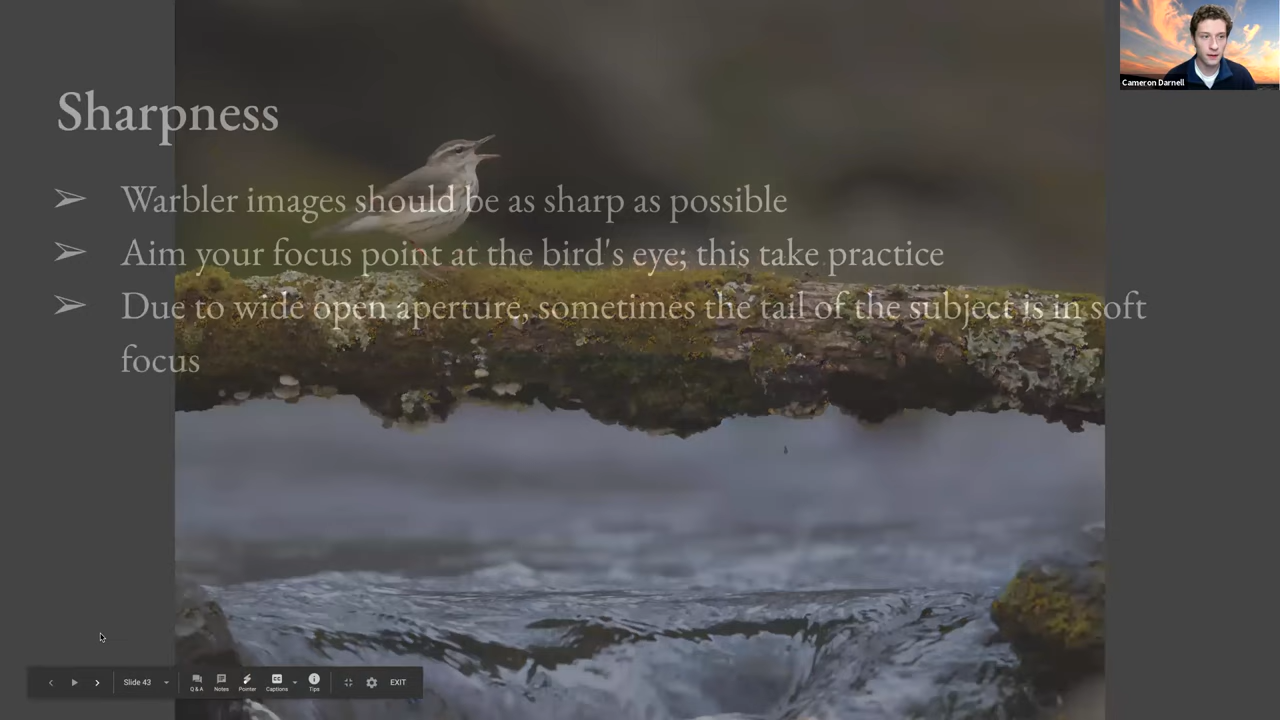 Cameron Darnell
Sharpness
➢ Warbler images should be as sharp as possible
➢ Aim your focus point at the bird's eye; this take practice
➢ Due to wide open aperture, sometimes the tail of the subject is in soft
focus
Slide 43
Q & A Notes Pointer Captions Tips EXIT
CC